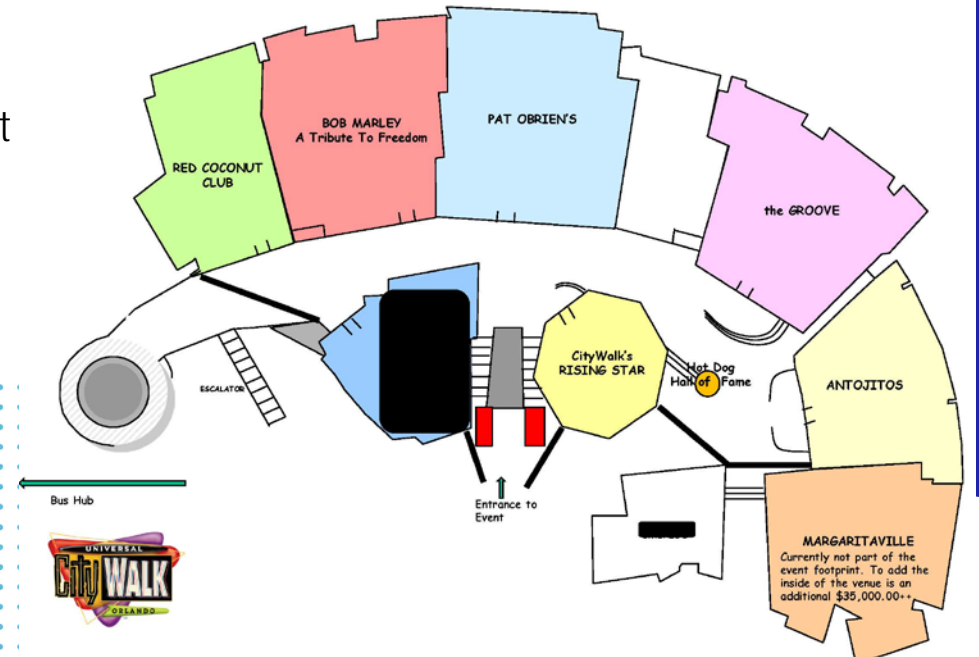 t
RED COCONUT
CLUB
BOB MARLEY
A Tribute To Freedom
PAT OBRIEN'S
the GROOVE
CityWalk's
RISING STAR
Hot Dog
Hall of Fame
ANTOJITOS
ESCALATOR
Bus Hub
Entrance to
Event
MARGARITAVILLE
Currently not part of the
event footprint. To add the
inside of the venue is an
additional $35,000.00++
UNIVERSAL
City WALK
ORLANDO